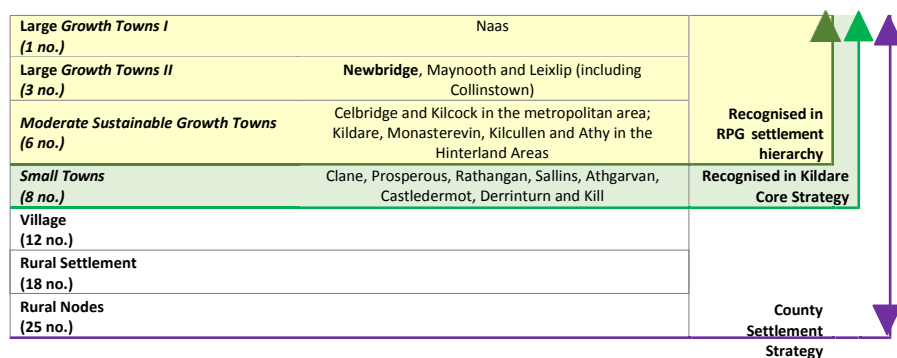 Large Growth Towns I
(1 no.)
Naas
Large Growth Towns II
(3 no.)
Newbridge, Maynooth and Leixlip (including
Collinstown)
Moderate Sustainable Growth Towns
(6 no.)
Celbridge and Kilcock in the metropolitan area;
Kildare, Monasterevin, Kilcullen and Athy in the
Hinterland Areas
Recognised in
RPG settlement
hierarchy
Small Towns
(8 no.)
Clane, Prosperous, Rathangan, Sallins, Athgarvan,
Castledermot, Derrinturn and Kill
Recognised in Kildare
Core Strategy
Village
(12 no.)
Rural Settlement
(18 no.)
Rural Nodes
(25 no.)
County
Settlement
Strategy